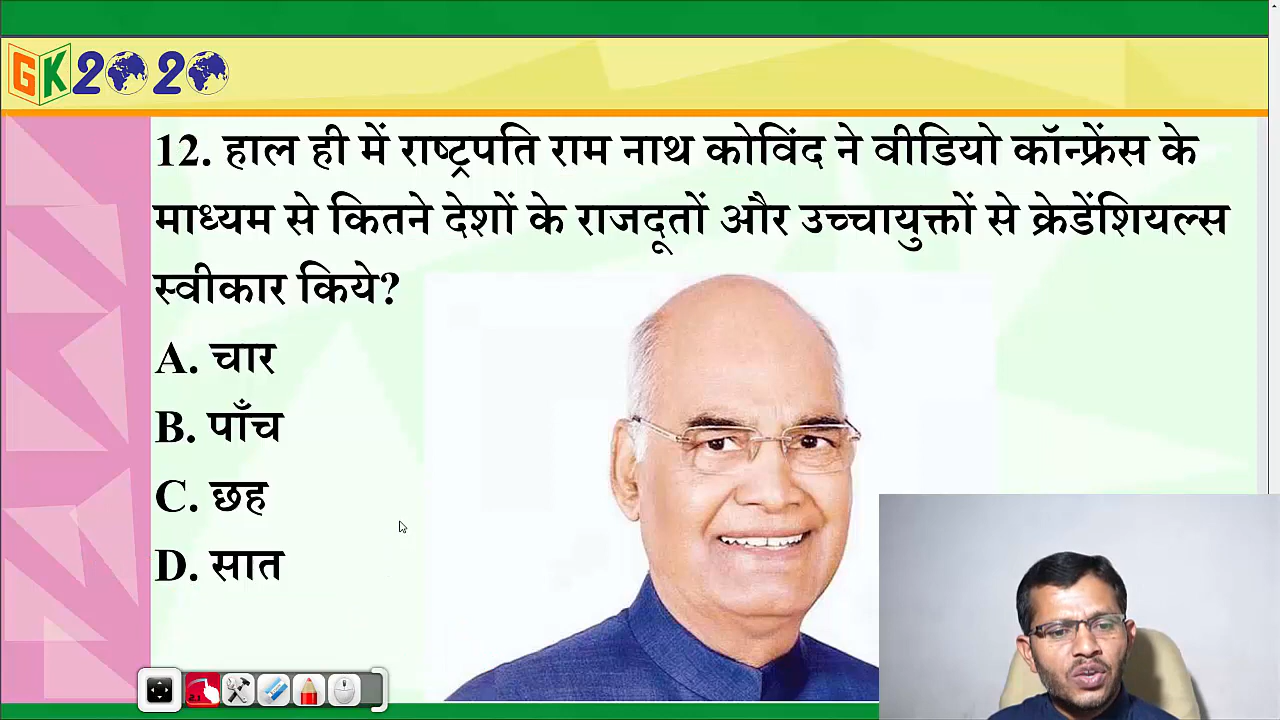 GK2020
12. हाल ही में राष्ट्रपति राम नाथ कोविंद ने वीडियो कॉन्फ्रेंस के
माध्यम से कितने देशों के राजदूतों और उच्चायुक्तों से क्रेडेंशियल्स
स्वीकार किये?
A. चार
B. पाँच
C. छह
D. सात